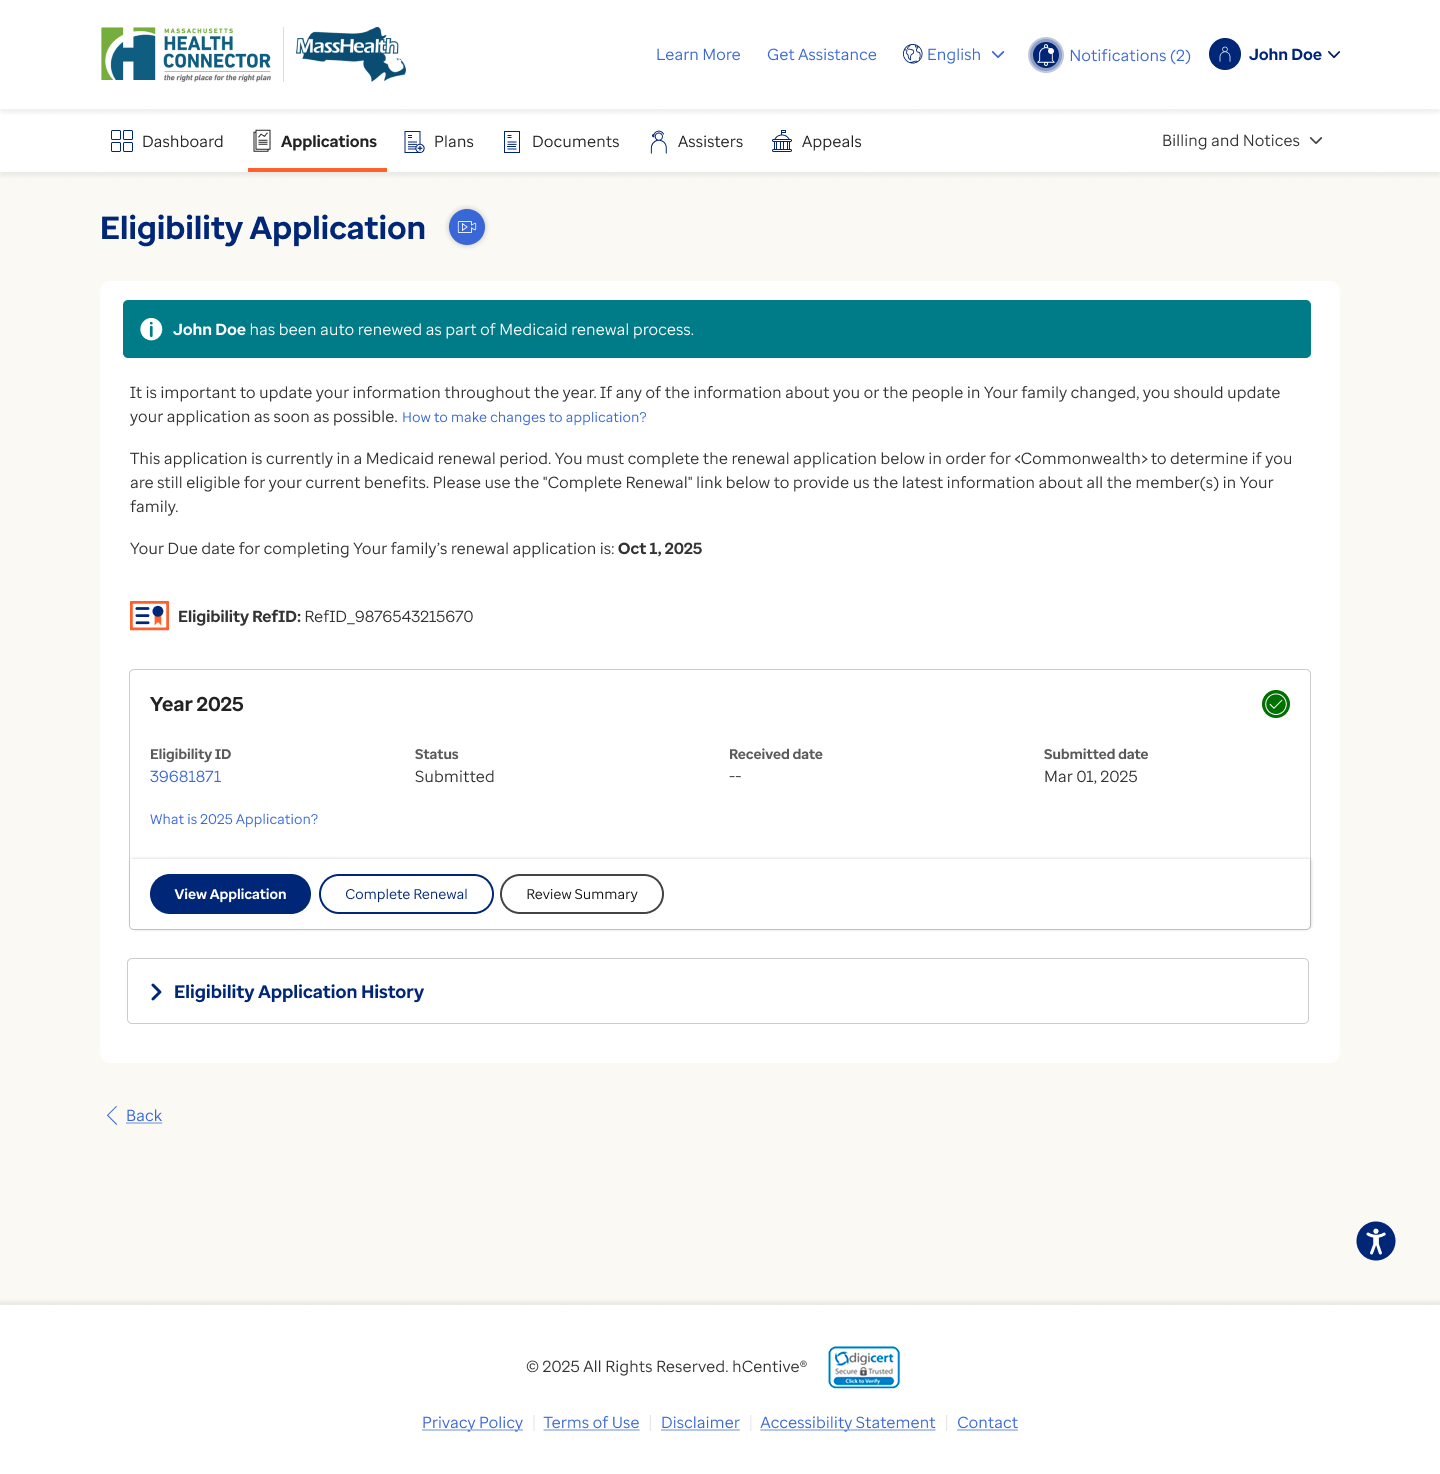 MASSACHUSETTS
HEALTH
CONNECTOR
the right place for the right plan
MassHealth
Learn More
Get Assistance
English
Notifications (2)
John Doe
Dashboard
Applications
Plans
Documents
Assisters
Appeals
Billing and Notices
Eligibility Application
John Doe has been auto renewed as part of Medicaid renewal process.
It is important to update your information throughout the year. If any of the information about you or the people in Your family changed, you should update
your application as soon as possible. How to make changes to application?
This application is currently in a Medicaid renewal period. You must complete the renewal application below in order for <Commonwealth> to determine if you
are still eligible for your current benefits. Please use the "Complete Renewal" link below to provide us the latest information about all the member(s) in Your
family.
Your Due date for completing Your family’s renewal application is: Oct 1, 2025
Eligibility RefID: RefID_9876543215670
Year 2025
Eligibility ID
39681871
Status
Submitted
Received date
--
Submitted date
Mar 01, 2025
What is 2025 Application?
View Application
Complete Renewal
Review Summary
Eligibility Application History
Back
© 2025 All Rights Reserved. hCentive®
digicert
Secure Trusted
Click to Verify
Privacy Policy
Terms of Use
Disclaimer
Accessibility Statement
Contact